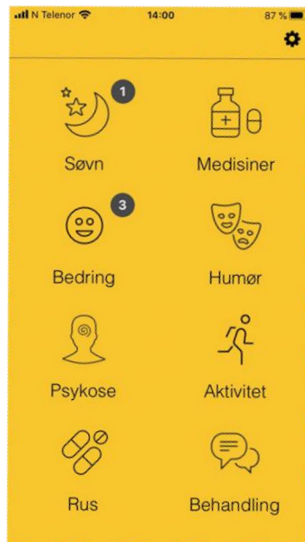 N Telenor 14:00 87 %
1
Søvn Medisiner
3
Bedring Humør
Psykose Aktivitet
Rus Behandling